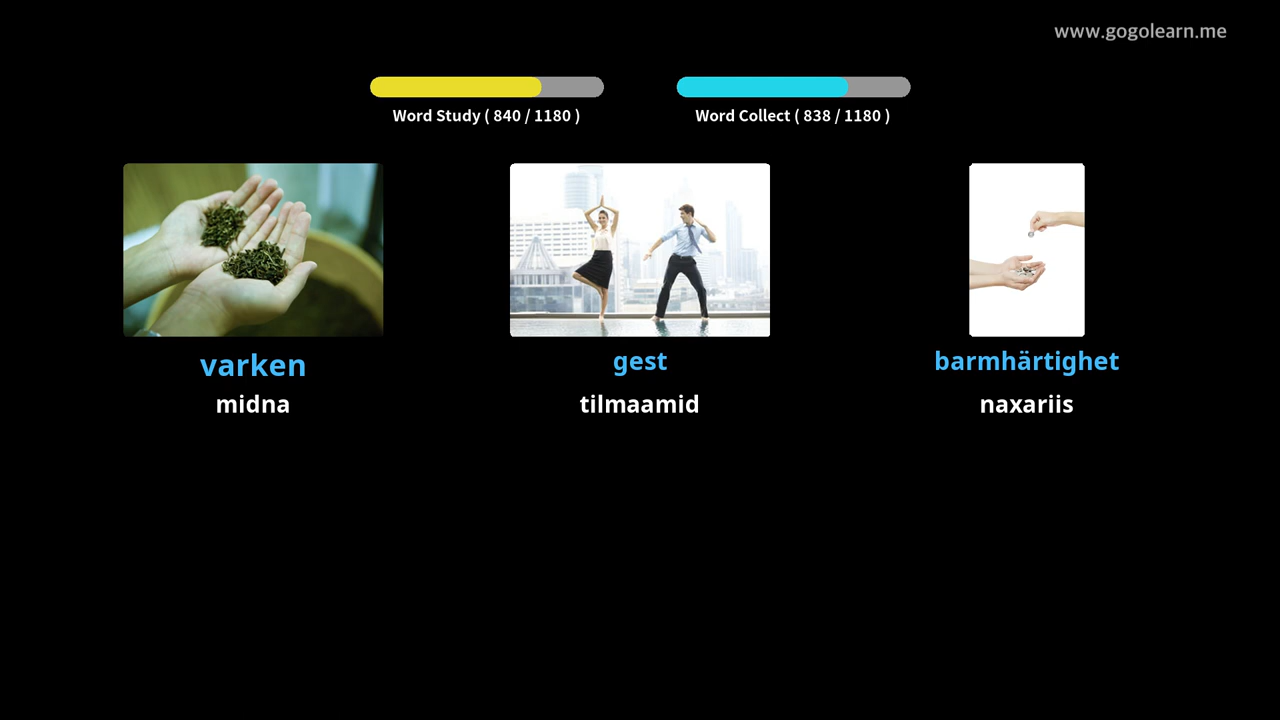 www.gogolearn.me
Word Study ( 840 / 1180 )
Word Collect ( 838 / 1180 )
varken
gest
barmhärtighet
midna
tilmaamid
naxariis